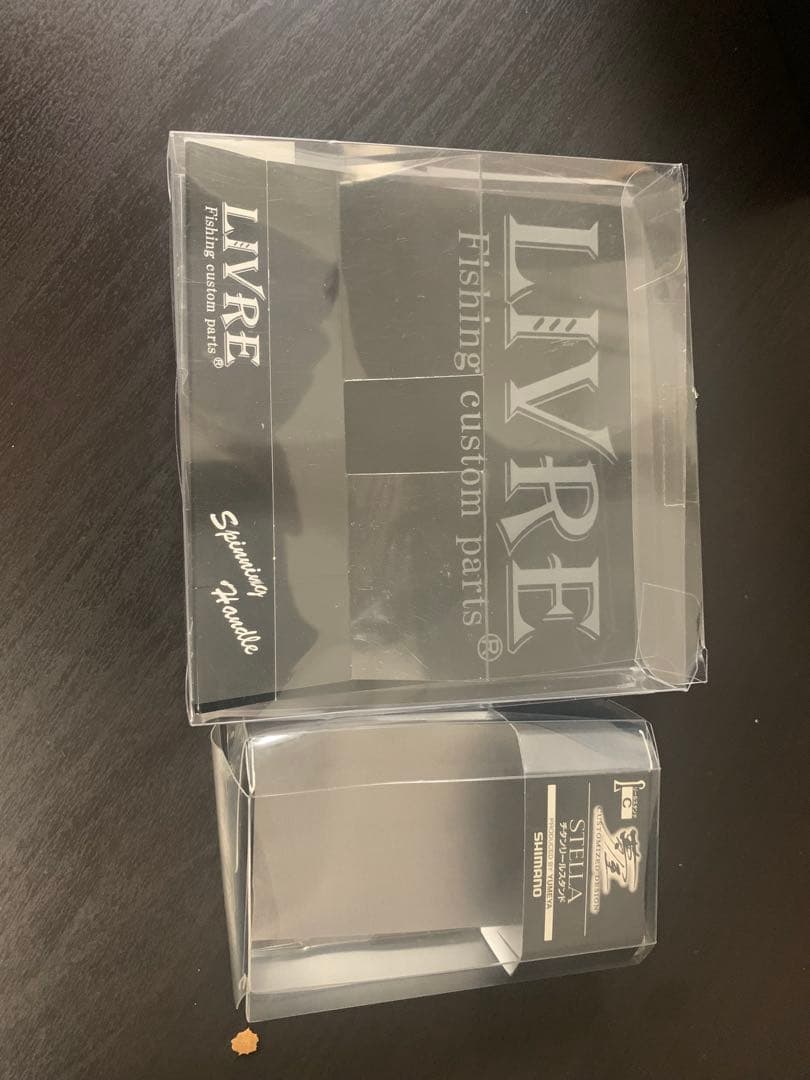 LIVRE
Fishing custom parts®
Spinning Handle
LIVRE
Fishing custom parts®
C
CUSTOMIZED DESIGN
STELLA
チタンリールスタンド
PRODUCED BY YUMEYA
SHIMANO